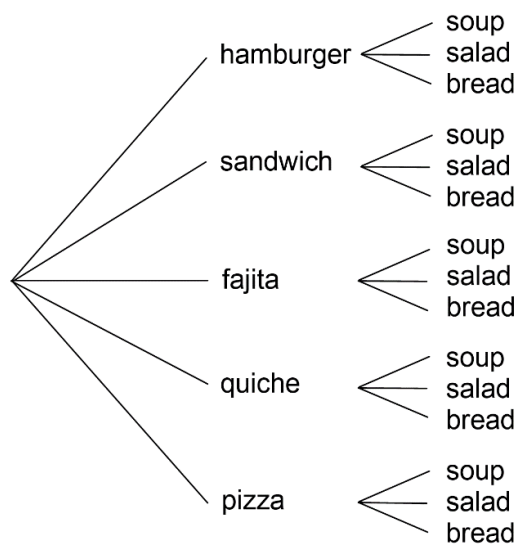 hamburger
soup
salad
bread
sandwich
soup
salad
bread
fajita
soup
salad
bread
quiche
soup
salad
bread
pizza
soup
salad
bread